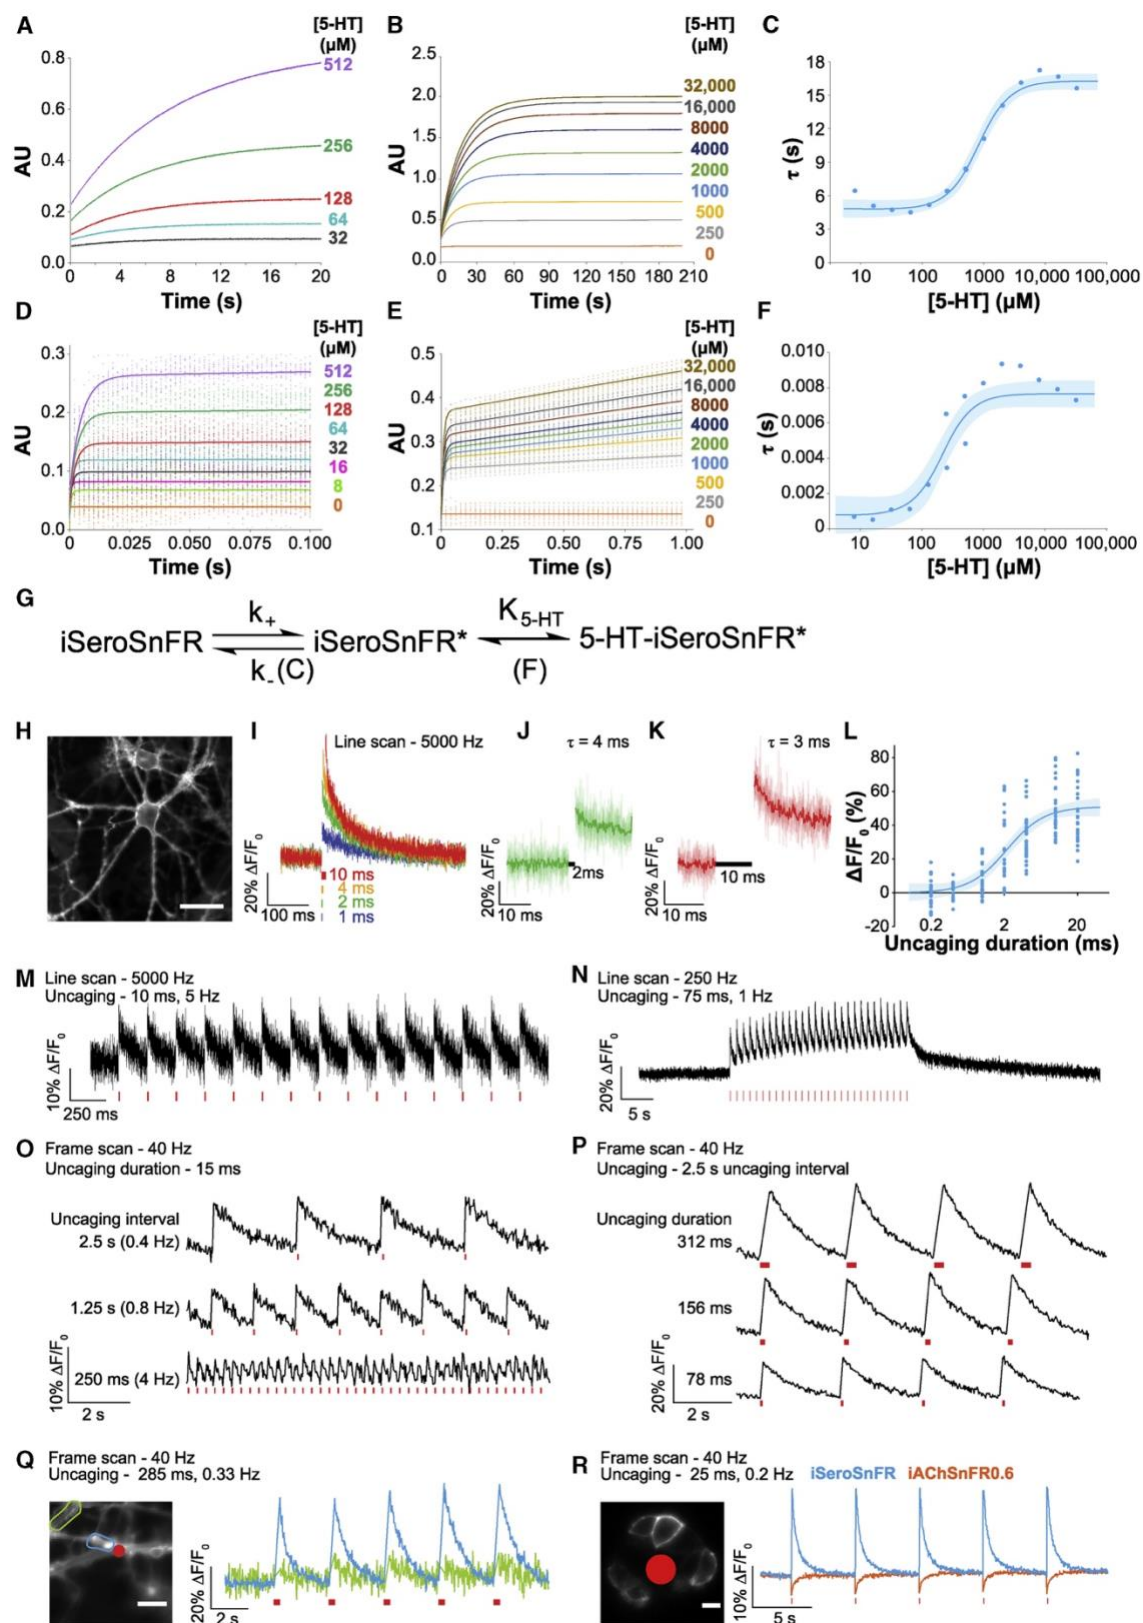 A
[5-HT]
(μM)
0.8
0.6
0.4
0.2
0.0
AU
512
256
128
64
32
0 4 8 12 16 20
Time (s)
B
[5-HT]
(μM)
2.5
2.0
1.5
1.0
0.5
0.0
AU
32,000
16,000
8000
4000
2000
1000
500
250
0
0 30 60 90 120 150 180 210
Time (s)
C
18
15
12
9
6
3
0
τ (s)
10 100 1000 10,000 100,000
[5-HT] (μM)
D
[5-HT]
(μM)
0.3
0.2
0.1
0.0
AU
512
256
128
64
32
16
8
0
0 0.025 0.050 0.075 0.100
Time (s)
E
[5-HT]
(μM)
0.5
0.4
0.3
0.2
0.1
AU
32,000
16,000
8000
4000
2000
1000
500
250
0
0 0.25 0.50 0.75 1.00
Time (s)
F
0.010
0.008
0.006
0.004
0.002
0
τ (s)
10 100 1000 10,000 100,000
[5-HT] (μM)
G
k+ K5-HT
iSeroSnFR iSeroSnFR* 5-HT-iSeroSnFR*
k-(C) (F)
H
I
Line scan - 5000 Hz
20% ΔF/F0
100 ms
10 ms
4 ms
2 ms
1 ms
J
τ = 4 ms
20% ΔF/F0
10 ms
2ms
K
τ = 3 ms
20% ΔF/F0
10 ms
10 ms
L
80
60
40
20
0
-20
ΔF/F0 (%)
0.2 2 20
Uncaging duration (ms)
M
Line scan - 5000 Hz
Uncaging - 10 ms, 5 Hz
10% ΔF/F0
250 ms
N
Line scan - 250 Hz
Uncaging - 75 ms, 1 Hz
20% ΔF/F0
5 s
O
Frame scan - 40 Hz
Uncaging duration - 15 ms
Uncaging interval
2.5 s (0.4 Hz)
1.25 s (0.8 Hz)
250 ms (4 Hz)
10% ΔF/F0
2 s
P
Frame scan - 40 Hz
Uncaging - 2.5 s uncaging interval
Uncaging duration
312 ms
156 ms
78 ms
20% ΔF/F0
2 s
Q
Frame scan - 40 Hz
Uncaging - 285 ms, 0.33 Hz
20% ΔF/F0
2 s
R
Frame scan - 40 Hz
Uncaging - 25 ms, 0.2 Hz
iSeroSnFR iAChSnFR0.6
10% ΔF/F0
5 s